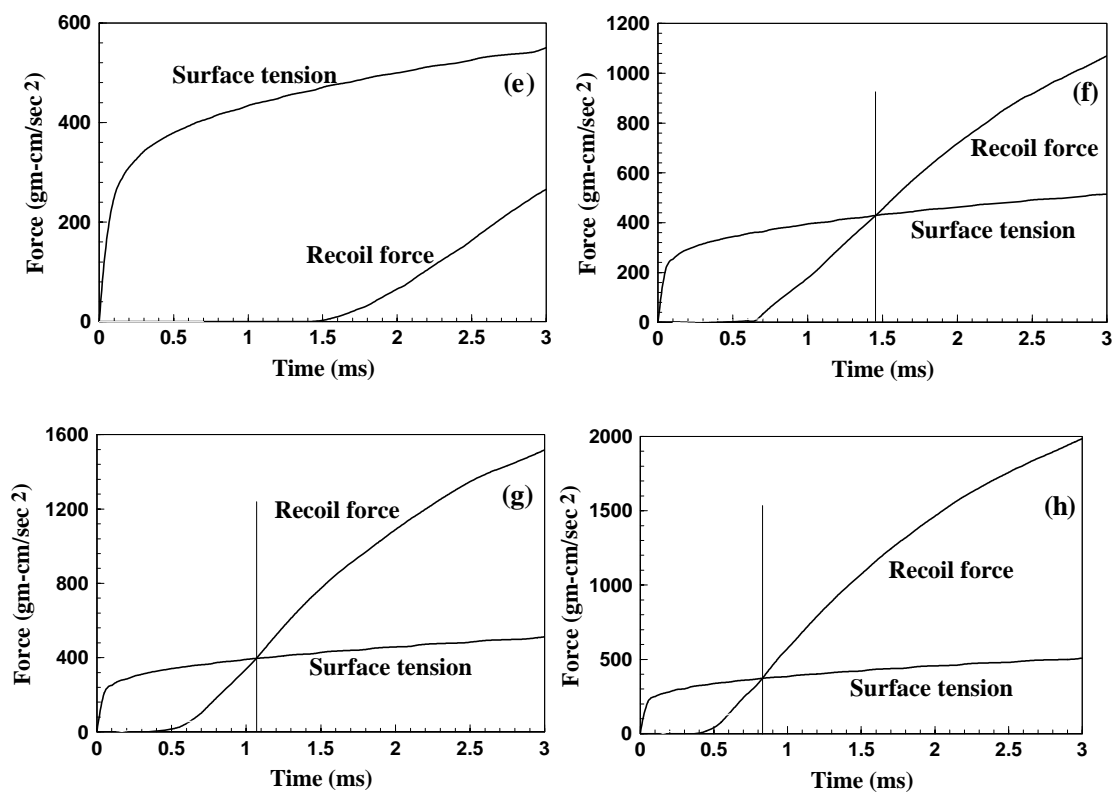 600
400
200
0
Force (gm-cm/sec 2)
Surface tension
(e)
Recoil force
0 0.5 1 1.5 2 2.5 3
Time (ms)
1200
1000
800
600
400
200
0
Force (gm-cm/sec 2)
(f)
Recoil force
Surface tension
0 0.5 1 1.5 2 2.5 3
Time (ms)
1600
1200
800
400
0
Force (gm-cm/sec 2)
(g)
Recoil force
Surface tension
0 0.5 1 1.5 2 2.5 3
Time (ms)
2000
1500
1000
500
0
Force (gm-cm/sec 2)
(h)
Recoil force
Surface tension
0 0.5 1 1.5 2 2.5 3
Time (ms)